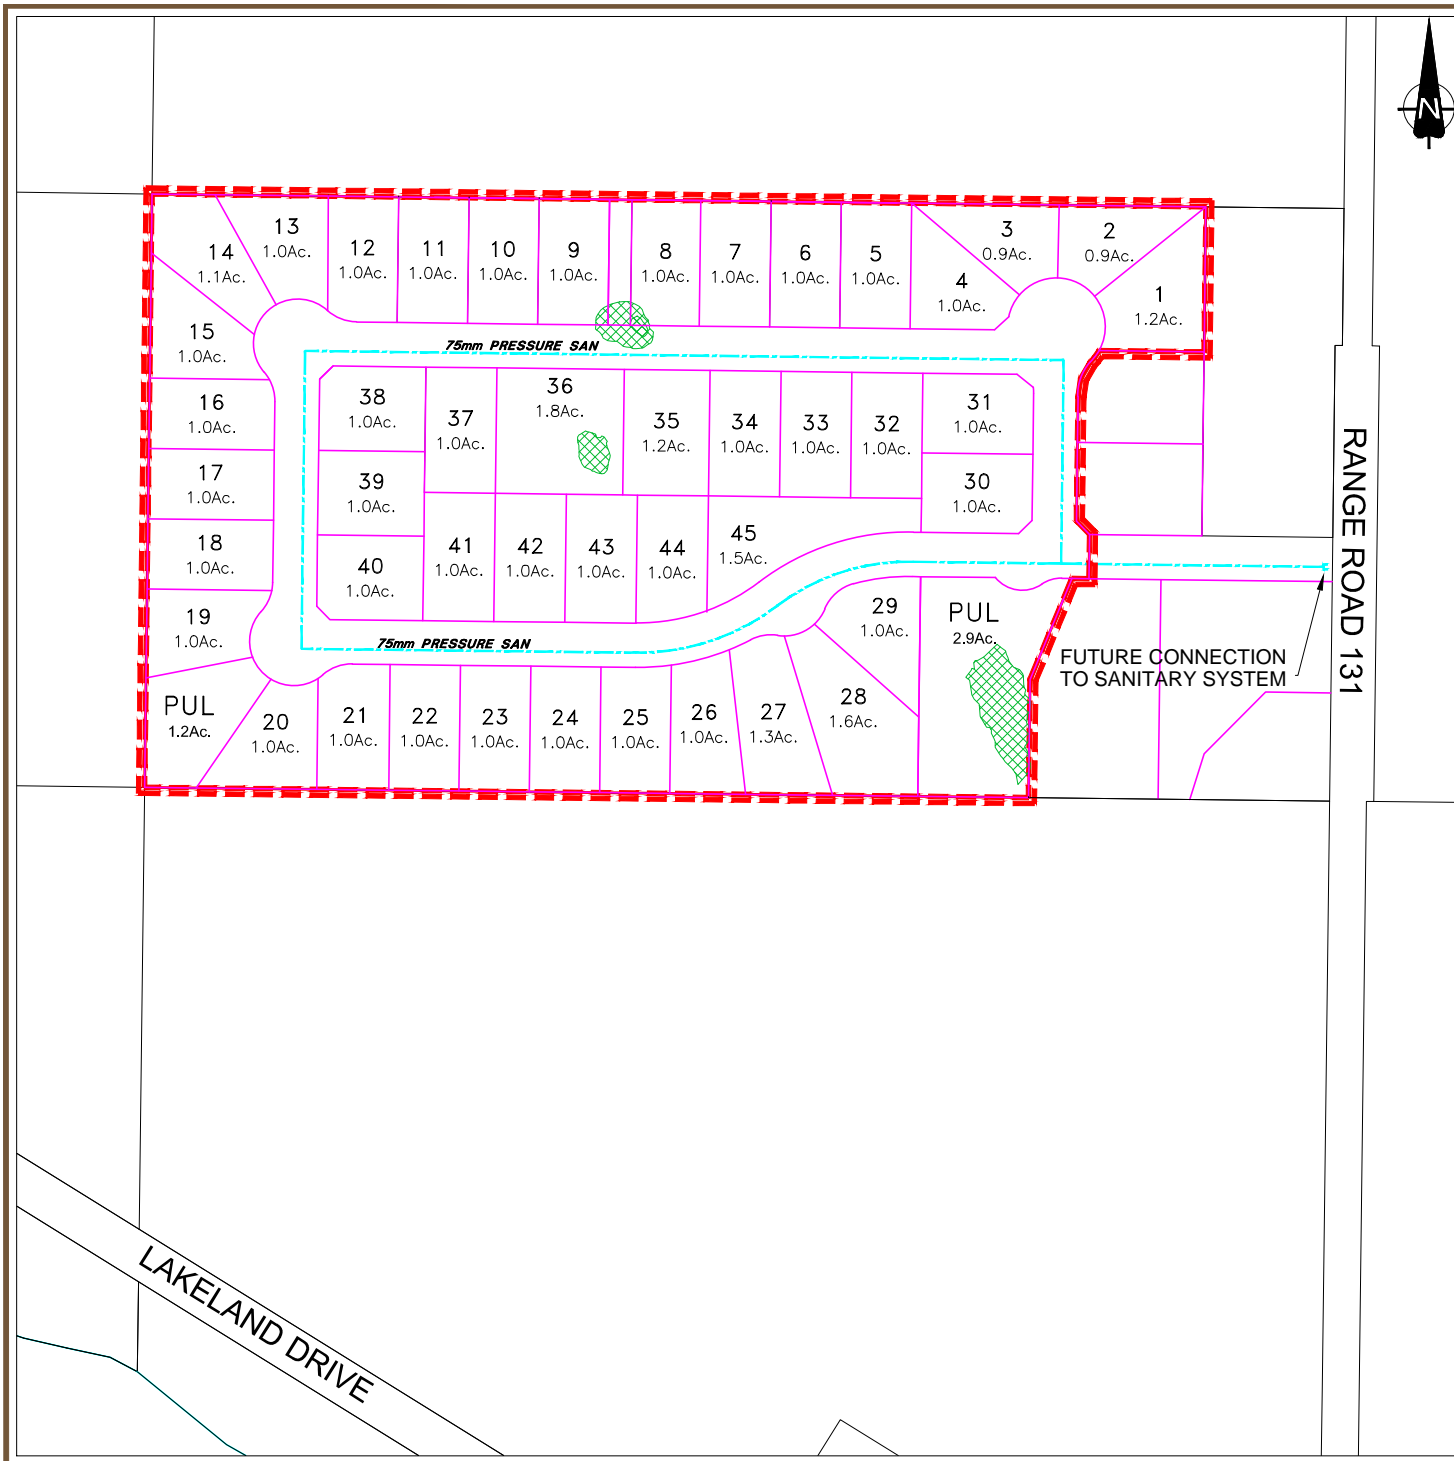 N
13
1.0Ac.
14
1.1Ac.
12
1.0Ac.
11
1.0Ac.
10
1.0Ac.
9
1.0Ac.
8
1.0Ac.
7
1.0Ac.
6
1.0Ac.
5
1.0Ac.
4
1.0Ac.
3
0.9Ac.
2
0.9Ac.
1
1.2Ac.
15
1.0Ac.
75mm PRESSURE SAN
16
1.0Ac.
38
1.0Ac.
37
1.0Ac.
36
1.8Ac.
35
1.2Ac.
34
1.0Ac.
33
1.0Ac.
32
1.0Ac.
31
1.0Ac.
17
1.0Ac.
39
1.0Ac.
30
1.0Ac.
18
1.0Ac.
40
1.0Ac.
41
1.0Ac.
42
1.0Ac.
43
1.0Ac.
44
1.0Ac.
45
1.5Ac.
19
1.0Ac.
29
1.0Ac.
PUL
2.9Ac.
75mm PRESSURE SAN
FUTURE CONNECTION
TO SANITARY SYSTEM
RANGE ROAD 131
PUL
1.2Ac.
20
1.0Ac.
21
1.0Ac.
22
1.0Ac.
23
1.0Ac.
24
1.0Ac.
25
1.0Ac.
26
1.0Ac.
27
1.3Ac.
28
1.6Ac.
LAKELAND DRIVE